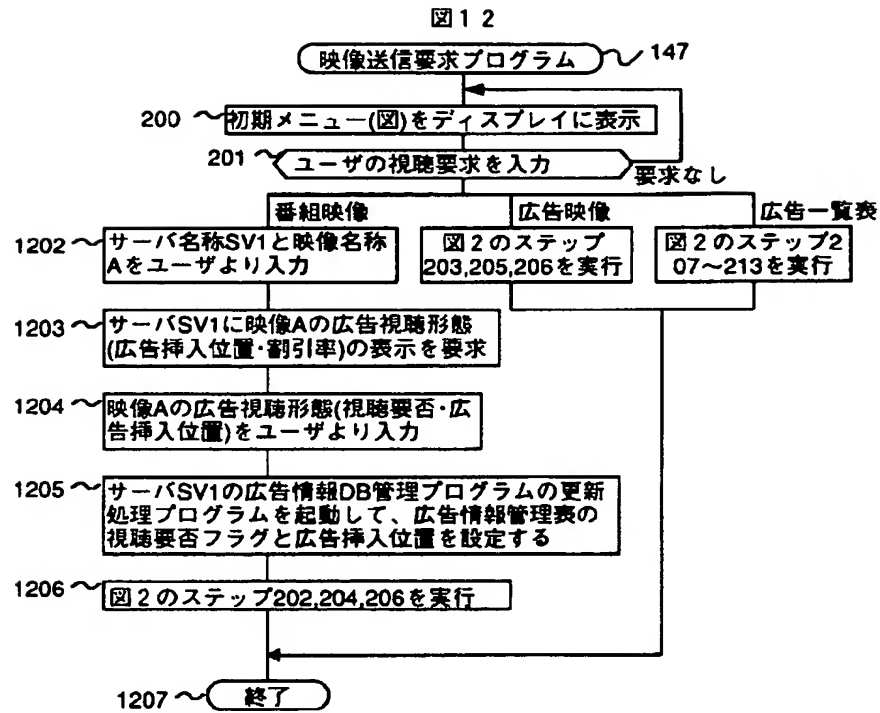 図12
映像送信要求プログラム
147
200
初期メニュー(図)をディスプレイに表示
201
ユーザの視聴要求を入力
要求なし
番組映像
広告映像
広告一覧表
1202
サーバ名称SV1と映像名称
Aをユーザより入力
図2のステップ
203,205,206を実行
図2のステップ2
07〜213を実行
1203
サーバSV1に映像Aの広告視聴形態
(広告挿入位置・割引率)の表示を要求
1204
映像Aの広告視聴形態(視聴要否・広
告挿入位置)をユーザより入力
1205
サーバSV1の広告情報DB管理プログラムの更新
処理プログラムを起動して、広告情報管理表の
視聴要否フラグと広告挿入位置を設定する
1206
図2のステップ202,204,206を実行
1207
終了